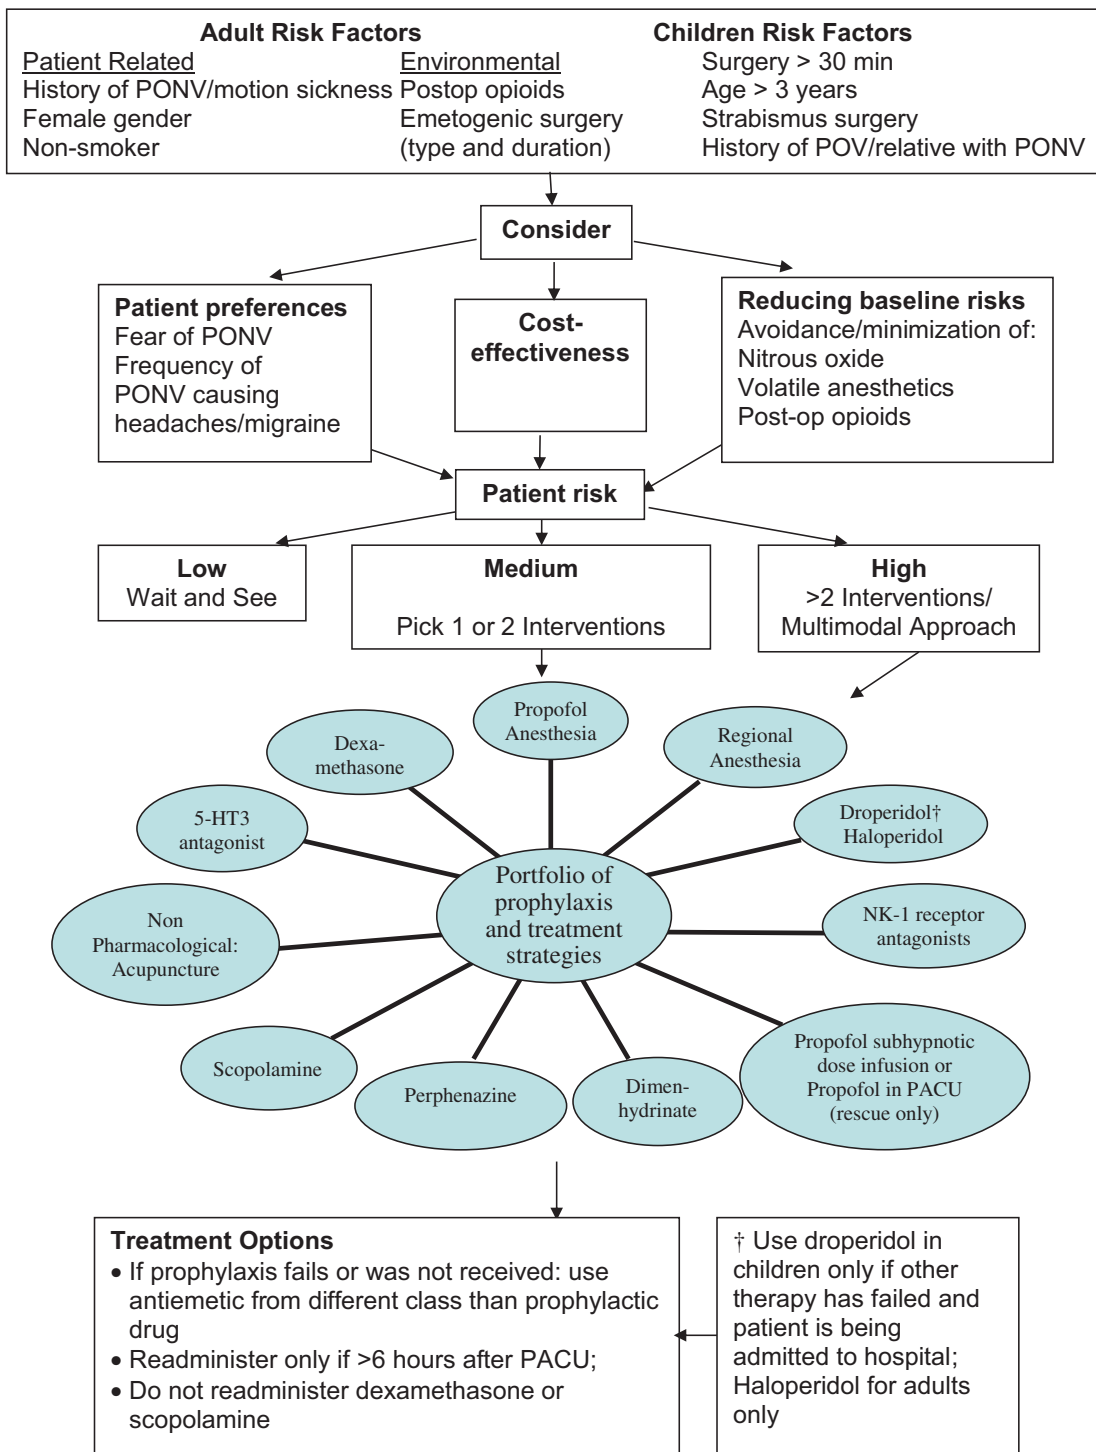 Adult Risk Factors
Patient Related
History of PONV/motion sickness
Female gender
Non-smoker
Environmental
Postop opioids
Emetogenic surgery
(type and duration)
Children Risk Factors
Surgery > 30 min
Age > 3 years
Strabismus surgery
History of POV/relative with PONV
Consider
Patient preferences
Fear of PONV
Frequency of
PONV causing
headaches/migraine
Cost-
effectiveness
Reducing baseline risks
Avoidance/minimization of:
Nitrous oxide
Volatile anesthetics
Post-op opioids
Patient risk
Low
Wait and See
Medium
Pick 1 or 2 Interventions
High
>2 Interventions/
Multimodal Approach
Propofol
Anesthesia
Dexa-
methasone
Regional
Anesthesia
5-HT3
antagonist
Droperidol†
Haloperidol
Portfolio of
prophylaxis
and treatment
strategies
Non
Pharmacological:
Acupuncture
NK-1 receptor
antagonists
Scopolamine
Perphenazine
Dimen-
hydrinate
Propofol subhypnotic
dose infusion or
Propofol in PACU
(rescue only)
Treatment Options
• If prophylaxis fails or was not received: use
antiemetic from different class than prophylactic
drug
• Readminister only if >6 hours after PACU;
• Do not readminister dexamethasone or
scopolamine
† Use droperidol in
children only if other
therapy has failed and
patient is being
admitted to hospital;
Haloperidol for adults
only